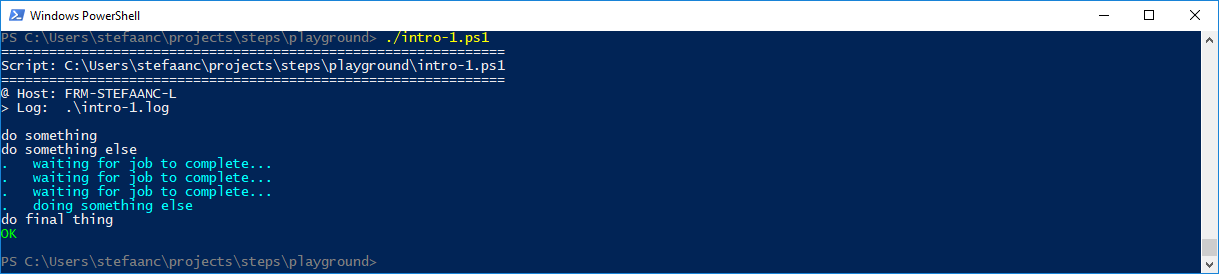 Windows PowerShell
PS C:\Users\stefaanc\projects\steps\playground> ./intro-1.ps1
===============================================================
Script: C:\Users\stefaanc\projects\steps\playground\intro-1.ps1
===============================================================
@ Host: FRM-STEFAANC-L
> Log:  .\intro-1.log
do something
do something else
.   waiting for job to complete...
.   waiting for job to complete...
.   waiting for job to complete...
.   doing something else
do final thing
OK
PS C:\Users\stefaanc\projects\steps\playground>